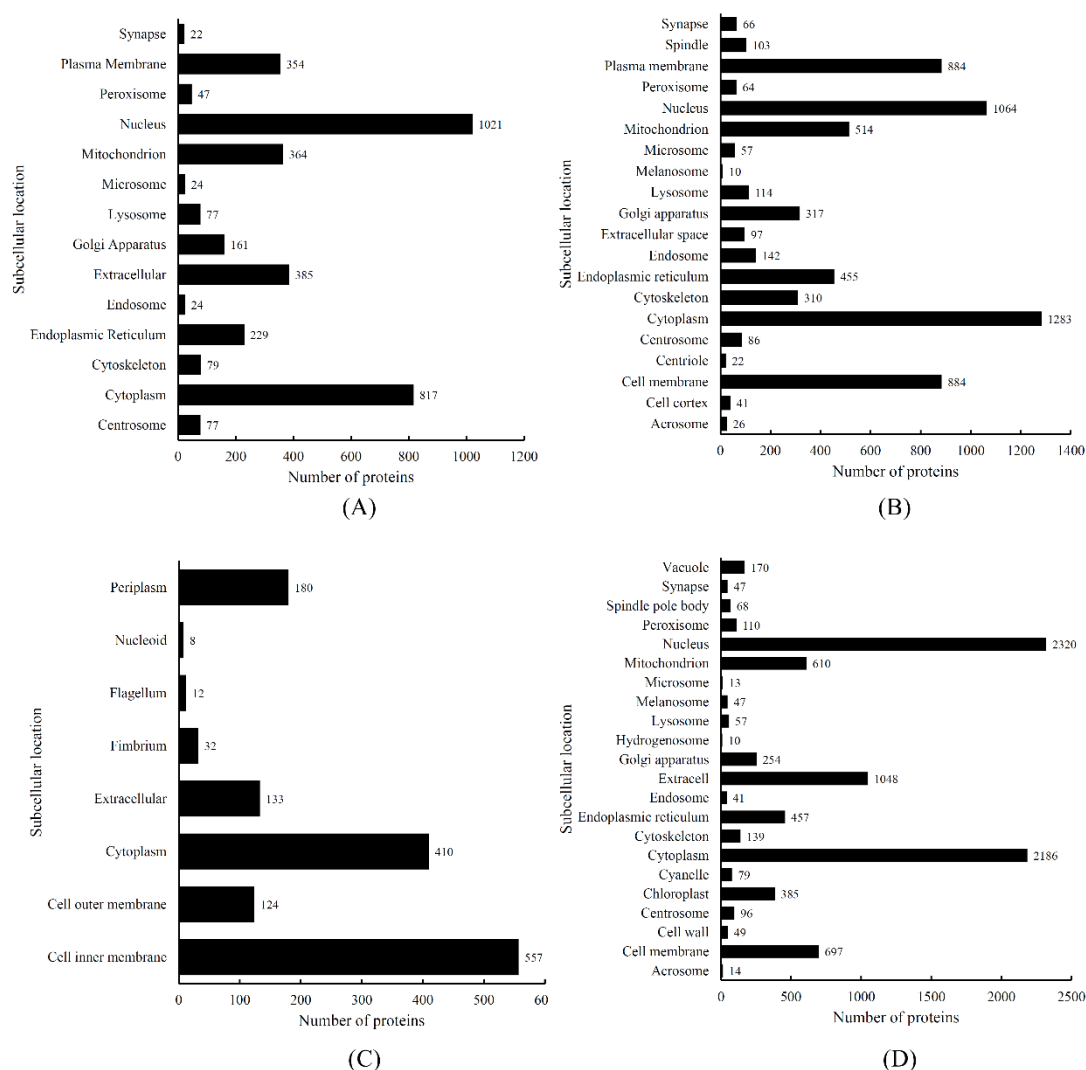 Subcellular location
Synapse 22
Plasma Membrane 354
Peroxisome 47
Nucleus 1021
Mitochondrion 364
Microsome 24
Lysosome 77
Golgi Apparatus 161
Extracellular 385
Endosome 24
Endoplasmic Reticulum 229
Cytoskeleton 79
Cytoplasm 817
Centrosome 77
0 200 400 600 800 1000 1200
Number of proteins
(A)
Subcellular location
Synapse 66
Spindle 103
Plasma membrane 884
Peroxisome 64
Nucleus 1064
Mitochondrion 514
Microsome 57
Melanosome 10
Lysosome 114
Golgi apparatus 317
Extracellular space 97
Endosome 142
Endoplasmic reticulum 455
Cytoskeleton 310
Cytoplasm 1283
Centrosome 86
Centriole 22
Cell membrane 884
Cell cortex 41
Acrosome 26
0 200 400 600 800 1000 1200 1400
Number of proteins
(B)
Subcellular location
Periplasm 180
Nucleoid 8
Flagellum 12
Fimbrium 32
Extracellular 133
Cytoplasm 410
Cell outer membrane 124
Cell inner membrane 557
0 100 200 300 400 500 60
Number of proteins
(C)
Subcellular location
Vacuole 170
Synapse 47
Spindle pole body 68
Peroxisome 110
Nucleus 2320
Mitochondrion 610
Microsome 13
Melanosome 47
Lysosome 57
Hydrogenosome 10
Golgi apparatus 254
Extracell 1048
Endosome 41
Endoplasmic reticulum 457
Cytoskeleton 139
Cytoplasm 2186
Cyanelle 79
Chloroplast 385
Centrosome 96
Cell wall 49
Cell membrane 697
Acrosome 14
0 500 1000 1500 2000 2500
Number of proteins
(D)